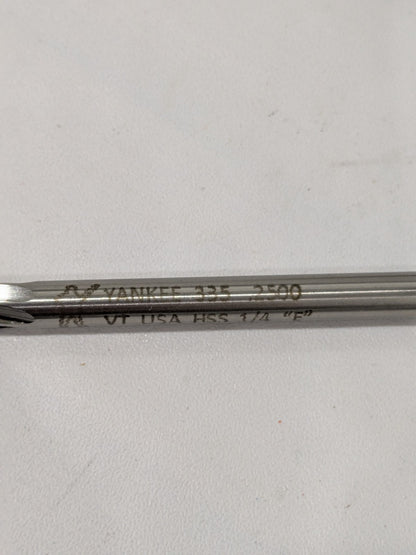 YANKEE 335 .2500
VT USA HSS 1/4 "E"